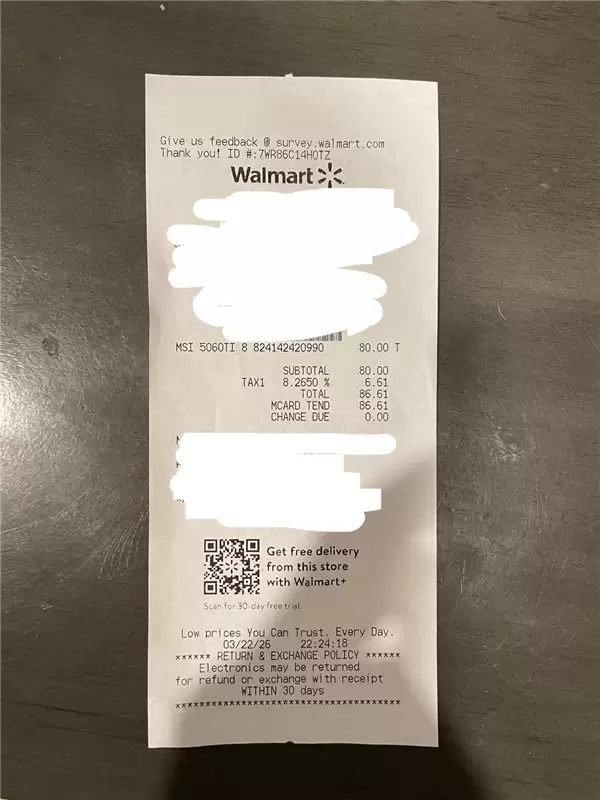 Give us feedback @ survey.walmart.com
Thank you! ID #:7WR86C14H0TZ
Walmart
MSI 5060TI 8 824142420990 80.00 T
SUBTOTAL 80.00
TAX1 8.2650 % 6.61
TOTAL 86.61
MCARD TEND 86.61
CHANGE DUE 0.00
Get free delivery
from this store
with Walmart+
Scan for 30-day free trial.
Low prices You Can Trust. Every Day.
03/22/26 22:24:18
****** RETURN & EXCHANGE POLICY ******
Electronics may be returned
for refund or exchange with receipt
WITHIN 30 days
***************************************